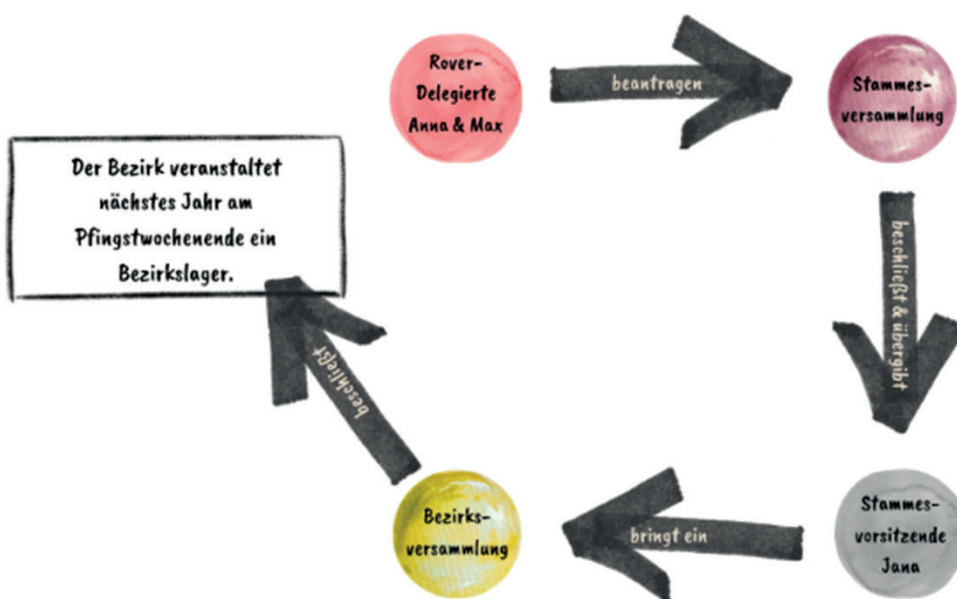 Rover-
Delegierte
Anna & Max
beantragen
Stammes-
versammlung
beschließt & übergibt
Stammes-
vorsitzende
Jana
bringt ein
Bezirks-
versammlung
beschließt
Der Bezirk veranstaltet
nächstes Jahr am
Pfingstwochenende ein
Bezirkslager.